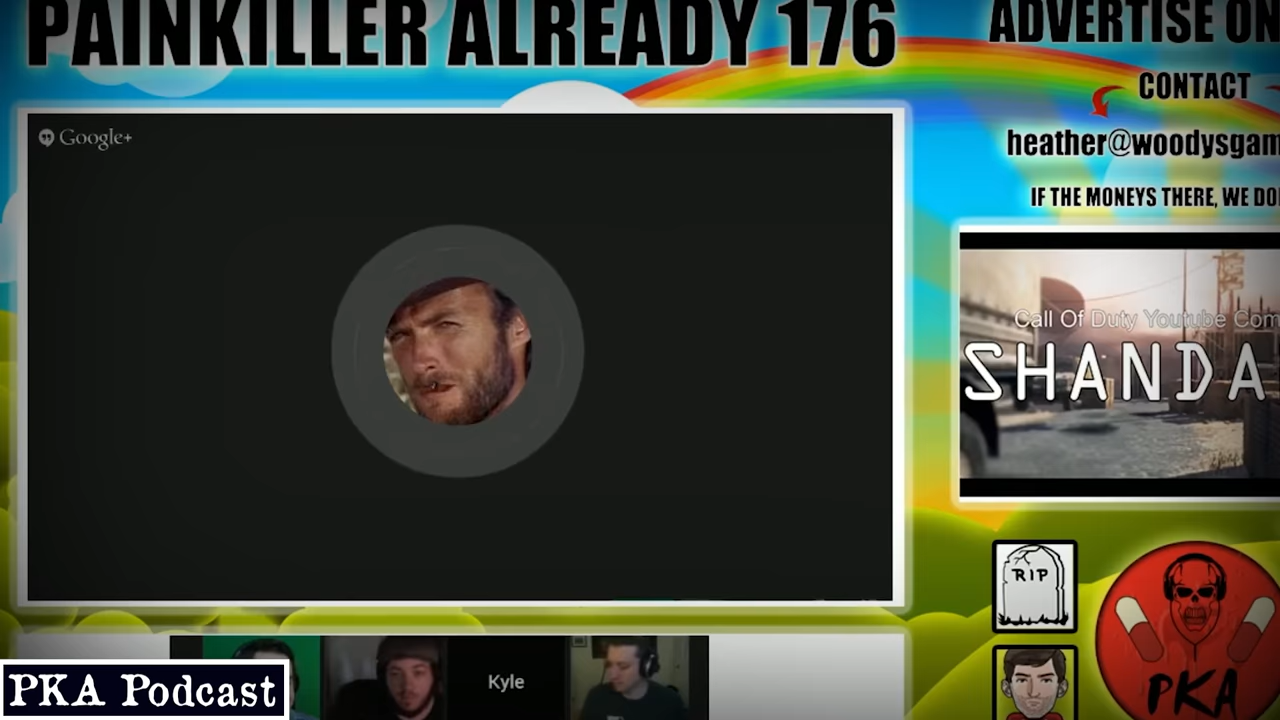 PAINKILLER ALREADY 176
ADVERTISE ON
CONTACT
heather@woodysgam
IF THE MONEYS THERE, WE DO
Google+
Call Of Duty Youtube Com
SHANDA
RIP
PKA
Kyle
PKA Podcast